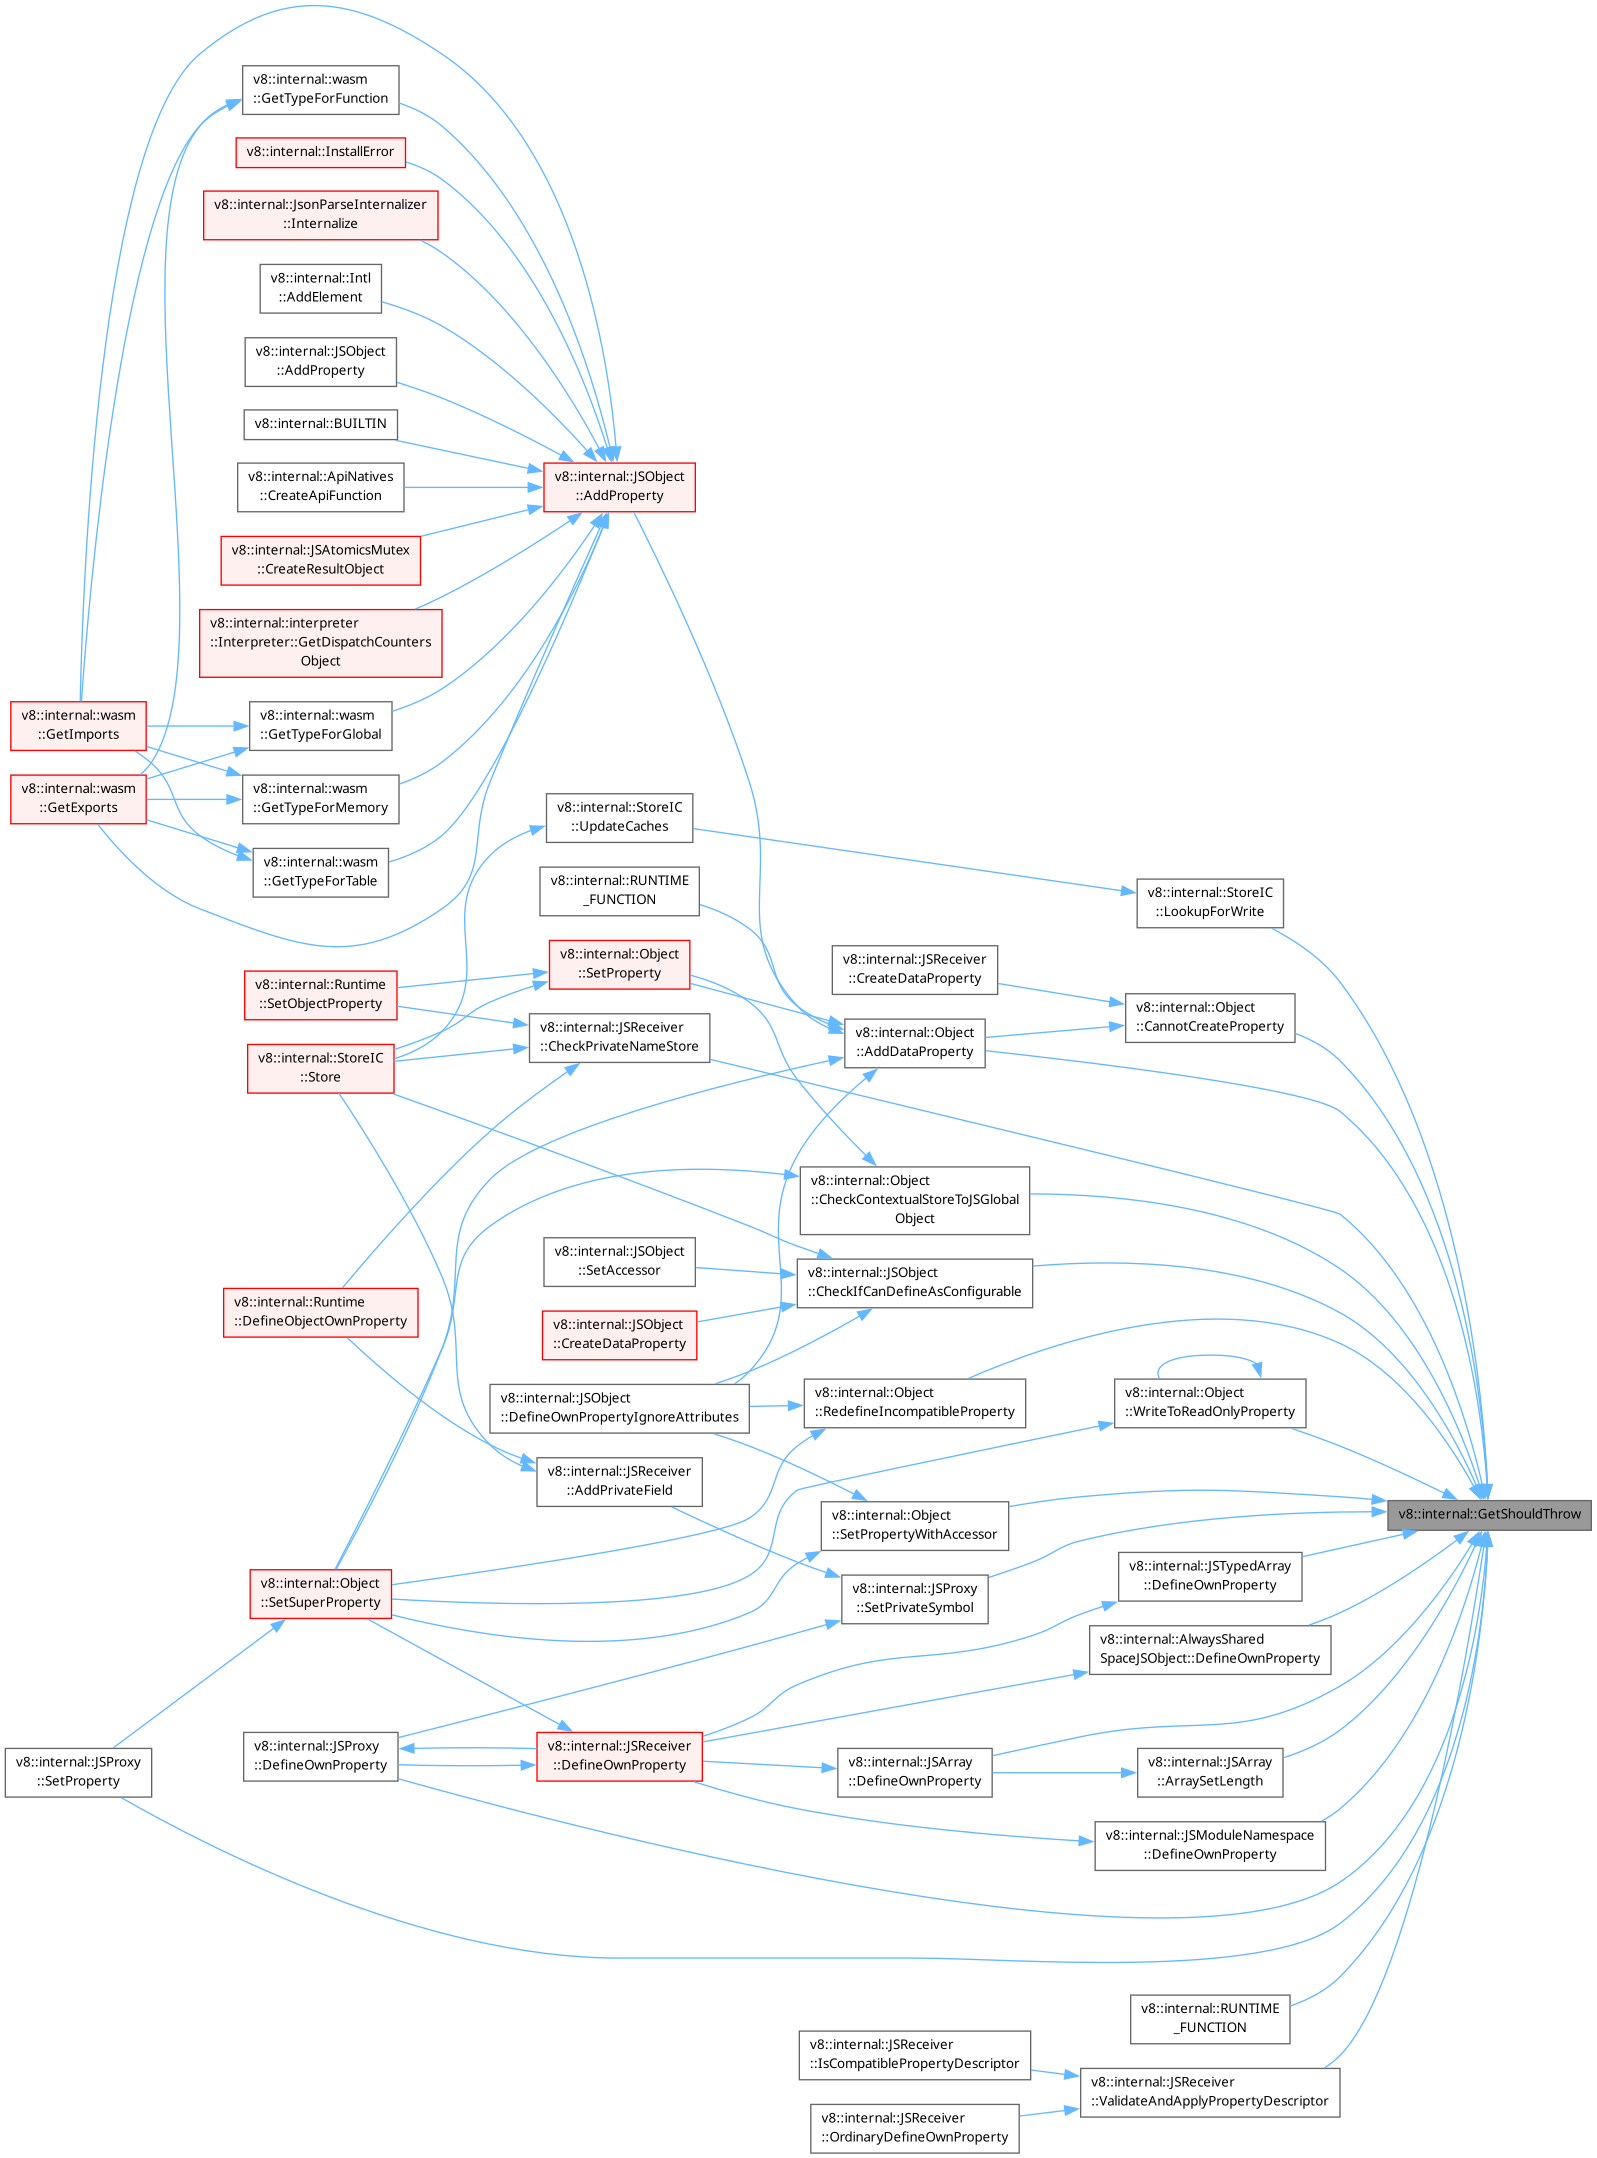 v8::internal::wasm
::GetTypeForFunction
v8::internal::InstallError
v8::internal::JsonParseInternalizer
::Internalize
v8::internal::Intl
::AddElement
v8::internal::JSObject
::AddProperty
v8::internal::BUILTIN
v8::internal::ApiNatives
::CreateApiFunction
v8::internal::JSObject
::AddProperty
v8::internal::JSAtomicsMutex
::CreateResultObject
v8::internal::interpreter
::Interpreter::GetDispatchCounters
Object
v8::internal::wasm
::GetImports
v8::internal::wasm
::GetTypeForGlobal
v8::internal::wasm
::GetExports
v8::internal::wasm
::GetTypeForMemory
v8::internal::StoreIC
::UpdateCaches
v8::internal::wasm
::GetTypeForTable
v8::internal::RUNTIME
_FUNCTION
v8::internal::StoreIC
::LookupForWrite
v8::internal::Runtime
::SetObjectProperty
v8::internal::Object
::SetProperty
v8::internal::JSReceiver
::CreateDataProperty
v8::internal::Object
::CannotCreateProperty
v8::internal::StoreIC
::Store
v8::internal::JSReceiver
::CheckPrivateNameStore
v8::internal::Object
::AddDataProperty
v8::internal::Object
::CheckContextualStoreToJSGlobal
Object
v8::internal::JSObject
::SetAccessor
v8::internal::JSObject
::CheckIfCanDefineAsConfigurable
v8::internal::Runtime
::DefineObjectOwnProperty
v8::internal::JSObject
::CreateDataProperty
v8::internal::JSObject
::DefineOwnPropertyIgnoreAttributes
v8::internal::Object
::RedefineIncompatibleProperty
v8::internal::Object
::WriteToReadOnlyProperty
v8::internal::JSReceiver
::AddPrivateField
v8::internal::Object
::SetPropertyWithAccessor
v8::internal::GetShouldThrow
v8::internal::Object
::SetSuperProperty
v8::internal::JSProxy
::SetPrivateSymbol
v8::internal::JSTypedArray
::DefineOwnProperty
v8::internal::AlwaysShared
SpaceJSObject::DefineOwnProperty
v8::internal::JSProxy
::SetProperty
v8::internal::JSProxy
::DefineOwnProperty
v8::internal::JSReceiver
::DefineOwnProperty
v8::internal::JSArray
::DefineOwnProperty
v8::internal::JSArray
::ArraySetLength
v8::internal::JSModuleNamespace
::DefineOwnProperty
v8::internal::RUNTIME
_FUNCTION
v8::internal::JSReceiver
::IsCompatiblePropertyDescriptor
v8::internal::JSReceiver
::ValidateAndApplyPropertyDescriptor
v8::internal::JSReceiver
::OrdinaryDefineOwnProperty